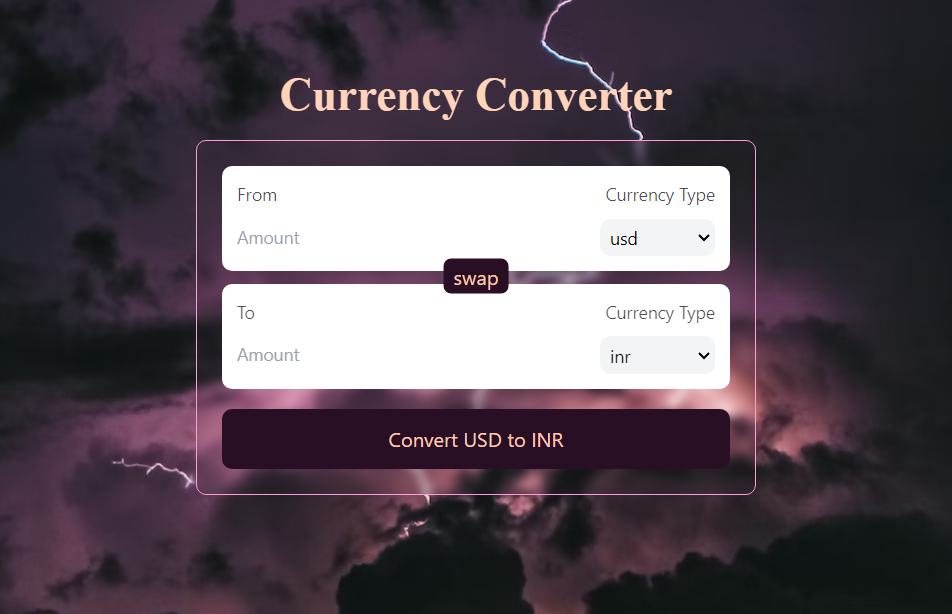 Currency Converter
From Currency Type
Amount usd
swap
To Currency Type
Amount inr
Convert USD to INR